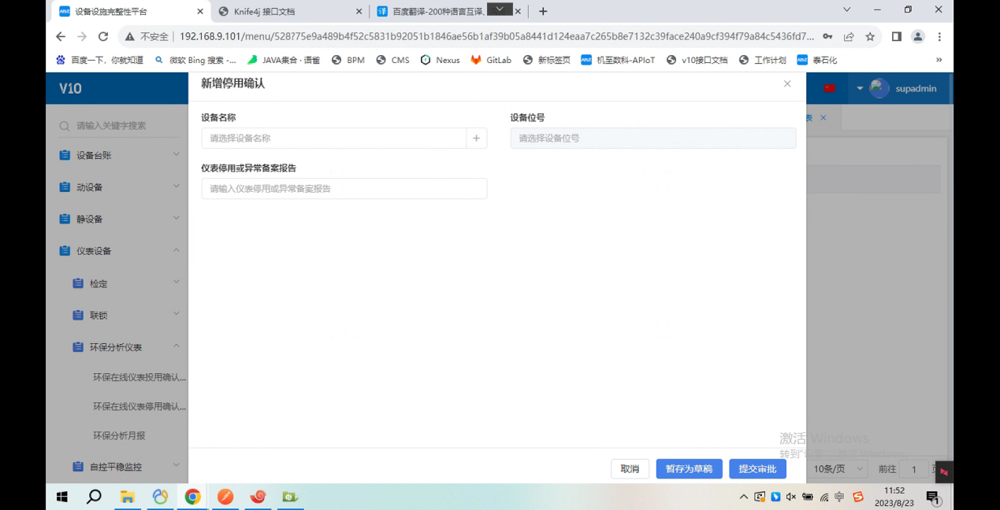 设备设施完整性平台
Knife4j 接口文档
译 百度翻译-200种语言互译、
不安全 192.168.9.101/menu/528?75e9a489b4f52c5831b92051b1846ae56b1af39b05a8441d124eaa7c265b8e7132c39face240a9cf394f79a84c5436fd7...
百度一下，你就知道
微软 Bing 搜索 -...
JAVA集合 · 语雀
BPM
CMS
Nexus
GitLab
新标签页
机至数科-APIoT
v10接口文档
工作计划
泰石化
»
V10
新增停用确认
supadmin
请输入关键字搜索
设备台账
动设备
静设备
仪表设备
检定
联锁
环保分析仪表
环保在线仪表投用确认...
环保在线仪表停用确认...
环保分析月报
自控平稳监控
设备名称
请选择设备名称
设备位号
请选择设备位号
仪表停用或异常备案报告
请输入仪表停用或异常备案报告
表
激活 Windows
取消
暂存为草稿
提交审批
10条/页
前往
1
中
11:52
2023/8/23
1